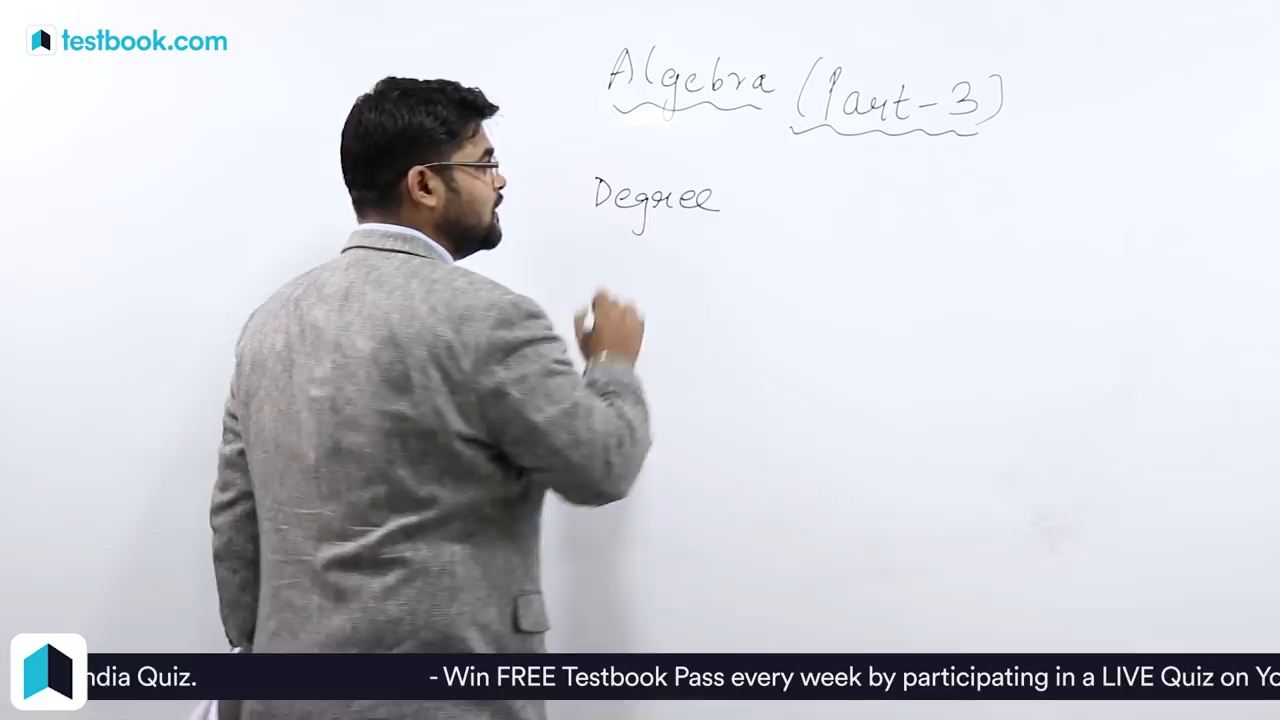 testbook.com
Algebra (Part-3)
Degree
ndia Quiz. - Win FREE Testbook Pass every week by participating in a LIVE Quiz on Yo